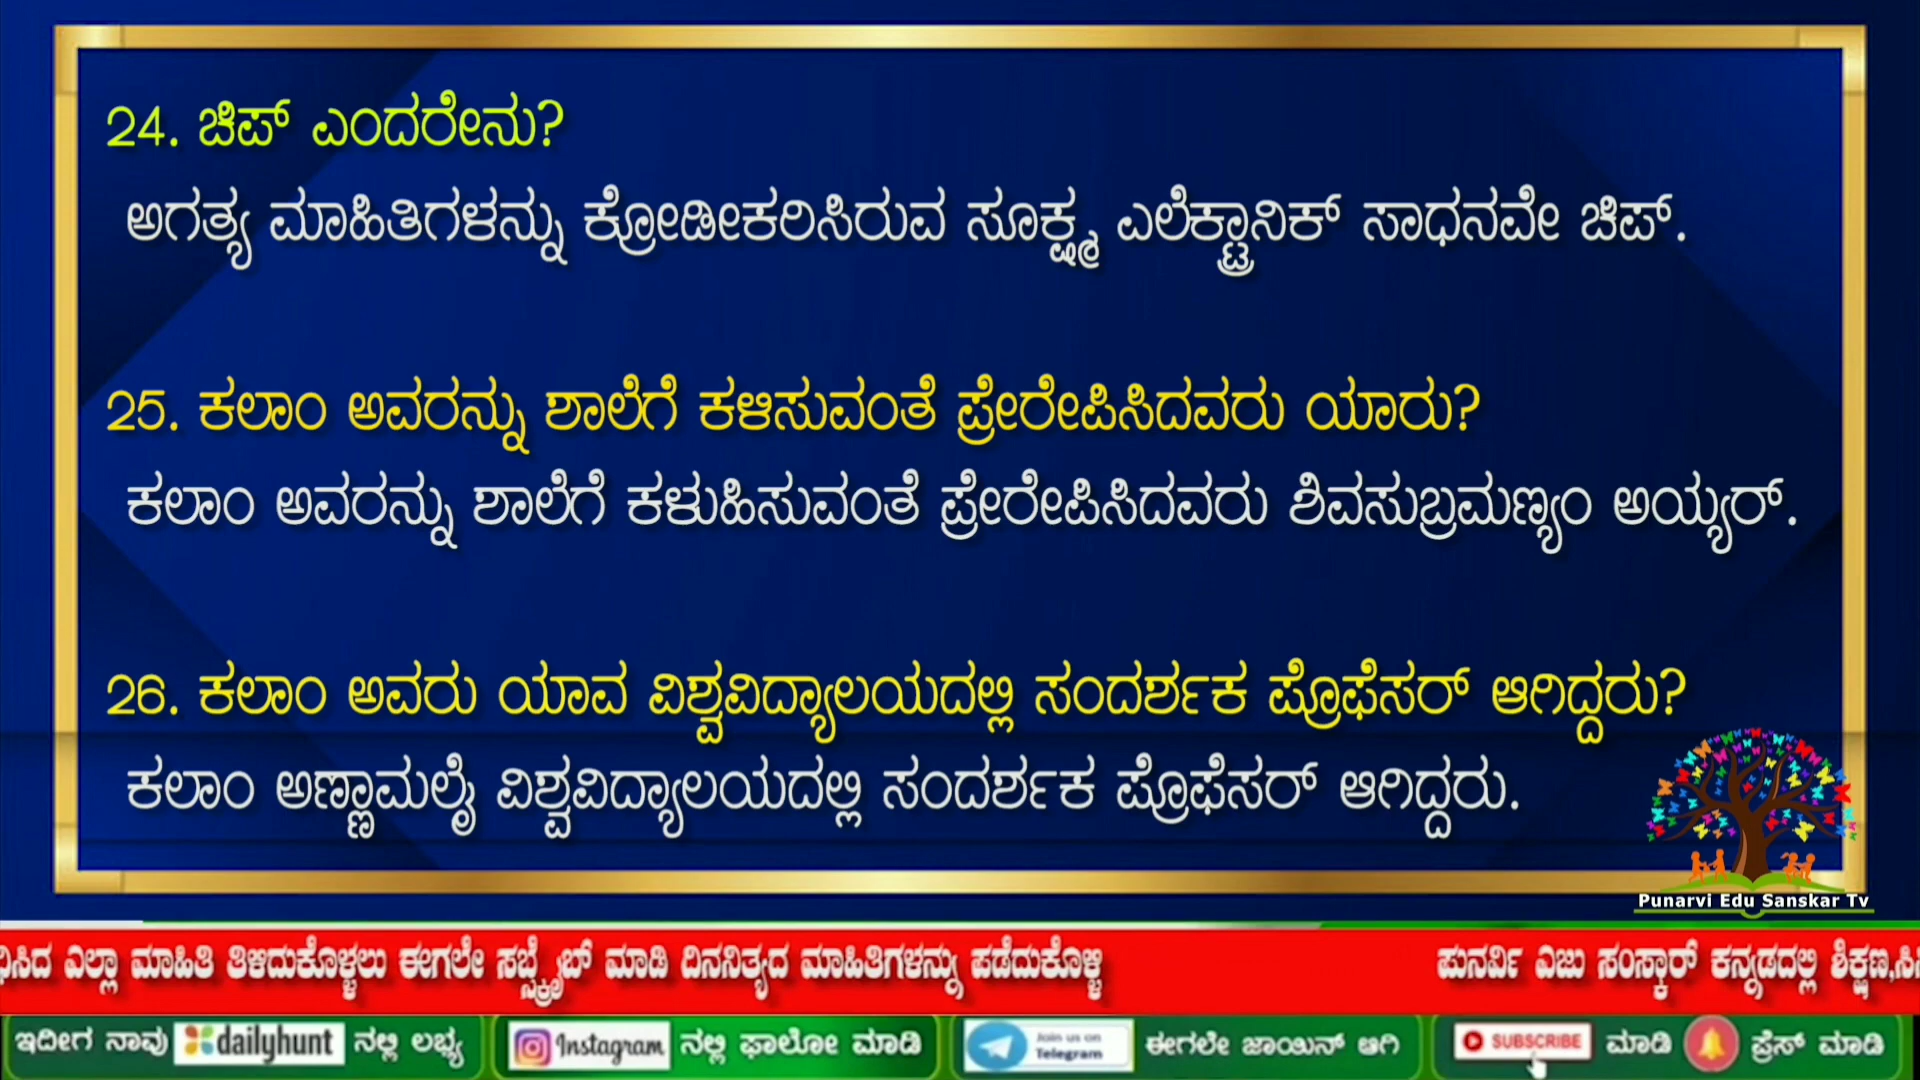 24. ಚಿಪ್ ಎಂದರೇನು?
ಅಗತ್ಯ ಮಾಹಿತಿಗಳನ್ನು ಕ್ರೋಡೀಕರಿಸಿರುವ ಸೂಕ್ಷ್ಮ ಎಲೆಕ್ಟ್ರಾನಿಕ್ ಸಾಧನವೇ ಚಿಪ್.
25. ಕಲಾಂ ಅವರನ್ನು ಶಾಲೆಗೆ ಕಳಿಸುವಂತೆ ಪ್ರೇರೇಪಿಸಿದವರು ಯಾರು?
ಕಲಾಂ ಅವರನ್ನು ಶಾಲೆಗೆ ಕಳುಹಿಸುವಂತೆ ಪ್ರೇರೇಪಿಸಿದವರು ಶಿವಸುಬ್ರಮಣ್ಯಂ ಅಯ್ಯರ್.
26. ಕಲಾಂ ಅವರು ಯಾವ ವಿಶ್ವವಿದ್ಯಾಲಯದಲ್ಲಿ ಸಂದರ್ಶಕ ಪ್ರೊಫೆಸರ್ ಆಗಿದ್ದರು?
ಕಲಾಂ ಅಣ್ಣಾಮಲೈ ವಿಶ್ವವಿದ್ಯಾಲಯದಲ್ಲಿ ಸಂದರ್ಶಕ ಪ್ರೊಫೆಸರ್ ಆಗಿದ್ದರು.
Punarvi Edu Sanskar Tv
ಎಲ್ಲಾ ಮಾಹಿತಿ ತಿಳಿದುಕೊಳ್ಳಲು ಈಗಲೇ ಸಬ್ಸ್ಕ್ರೈಬ್ ಮಾಡಿ ದಿನನಿತ್ಯದ ಮಾಹಿತಿಗಳನ್ನು ಪಡೆದುಕೊಳ್ಳಿ ಪುನರ್ವಿ ಎಜು ಸಂಸ್ಕಾರ್ ಕನ್ನಡದಲ್ಲಿ ಶಿಕ್ಷಣ,
ಇದೀಗ ನಾವು dailyhunt ನಲ್ಲಿ ಲಭ್ಯ Instagram ನಲ್ಲಿ ಫಾಲೋ ಮಾಡಿ Join us on Telegram ಈಗಲೇ ಜಾಯಿನ್ ಆಗಿ SUBSCRIBE ಮಾಡಿ ಪ್ರೆಸ್ ಮಾಡಿ